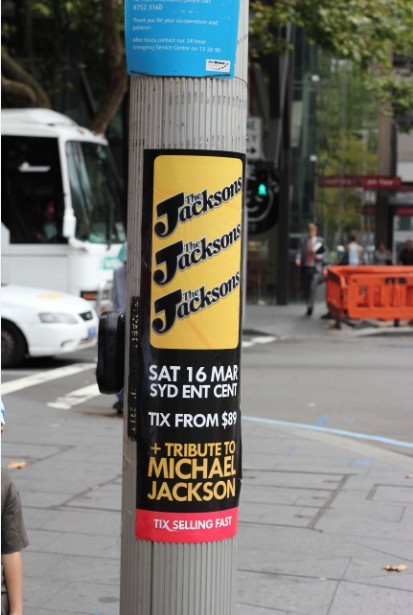 9752 3160
Thank you for your co-operation and
patience.
After hours, contact our 24 hour
Emergency Service Centre on 13 20 90
The
Jacksons
The
Jacksons
The
Jacksons
SAT 16 MAR
SYD ENT CENT
TIX FROM $89
+ TRIBUTE TO
MICHAEL
JACKSON
TIX SELLING FAST